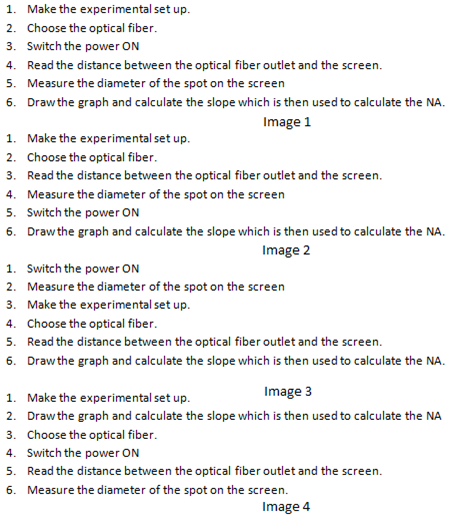 1. Make the experimental set up.
2. Choose the optical fiber.
3. Switch the power ON
4. Read the distance between the optical fiber outlet and the screen.
5. Measure the diameter of the spot on the screen
6. Draw the graph and calculate the slope which is then used to calculate the NA.
Image 1
1. Make the experimental set up.
2. Choose the optical fiber.
3. Read the distance between the optical fiber outlet and the screen.
4. Measure the diameter of the spot on the screen
5. Switch the power ON
6. Draw the graph and calculate the slope which is then used to calculate the NA.
Image 2
1. Switch the power ON
2. Measure the diameter of the spot on the screen
3. Make the experimental set up.
4. Choose the optical fiber.
5. Read the distance between the optical fiber outlet and the screen.
6. Draw the graph and calculate the slope which is then used to calculate the NA.
Image 3
1. Make the experimental set up.
2. Draw the graph and calculate the slope which is then used to calculate the NA
3. Choose the optical fiber.
4. Switch the power ON
5. Read the distance between the optical fiber outlet and the screen.
6. Measure the diameter of the spot on the screen.
Image 4